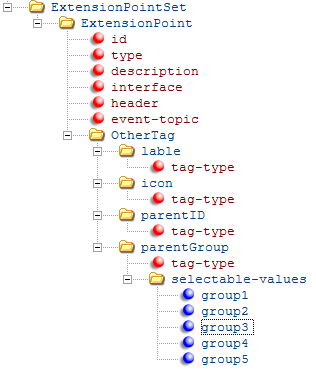 ExtensionPointSet
ExtensionPoint
id
type
description
interface
header
event-topic
OtherTag
lable
tag-type
icon
tag-type
parentID
tag-type
parentGroup
tag-type
selectable-values
group1
group2
group3
group4
group5